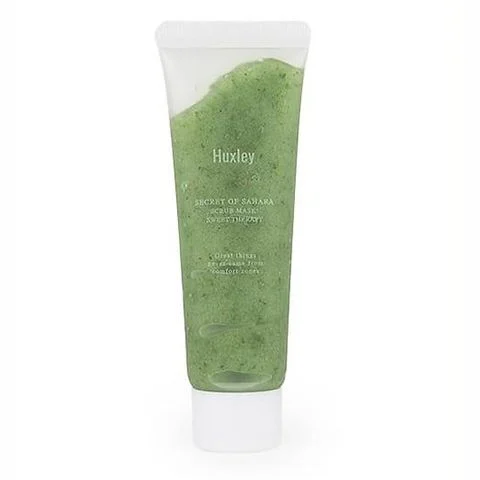 Huxley
SECRET OF SAHARA
SCRUB MASK;
SWEET THERAPY
Great things
never came from
comfort zones